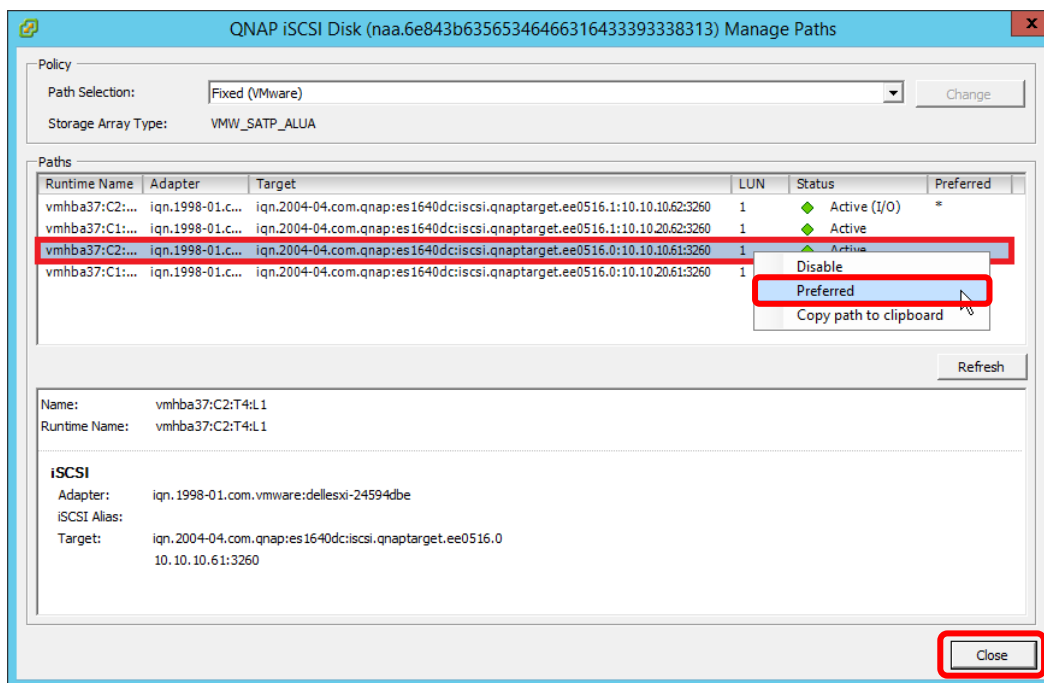 QNAP iSCSI Disk (naa.6e843b6356534646631643339338313) Manage Paths
x
Policy
Path Selection:
Fixed (VMware)
Change
Storage Array Type:
VMW_SATP_ALUA
Paths
Runtime Name Adapter Target LUN Status Preferred
vmhba37:C2:... iqn.1998-01.c... iqn.2004-04.com.qnap:es1640dc:iscsi.qnaptarget.ee0516.1:10.10.10.62:3260 1 Active (I/O) *
vmhba37:C1:... iqn.1998-01.c... iqn.2004-04.com.qnap:es1640dc:iscsi.qnaptarget.ee0516.1:10.10.20.62:3260 1 Active
vmhba37:C2:... iqn.1998-01.c... iqn.2004-04.com.qnap:es1640dc:iscsi.qnaptarget.ee0516.0:10.10.10.61:3260 1 Active
vmhba37:C1:... iqn.1998-01.c... iqn.2004-04.com.qnap:es1640dc:iscsi.qnaptarget.ee0516.0:10.10.20.61:3260 1
Disable
Preferred
Copy path to clipboard
Refresh
Name: vmhba37:C2:T4:L1
Runtime Name: vmhba37:C2:T4:L1
iSCSI
Adapter: iqn.1998-01.com.vmware:dellesxi-24594dbe
iSCSI Alias:
Target: iqn.2004-04.com.qnap:es1640dc:iscsi.qnaptarget.ee0516.0
10.10.10.61:3260
Close